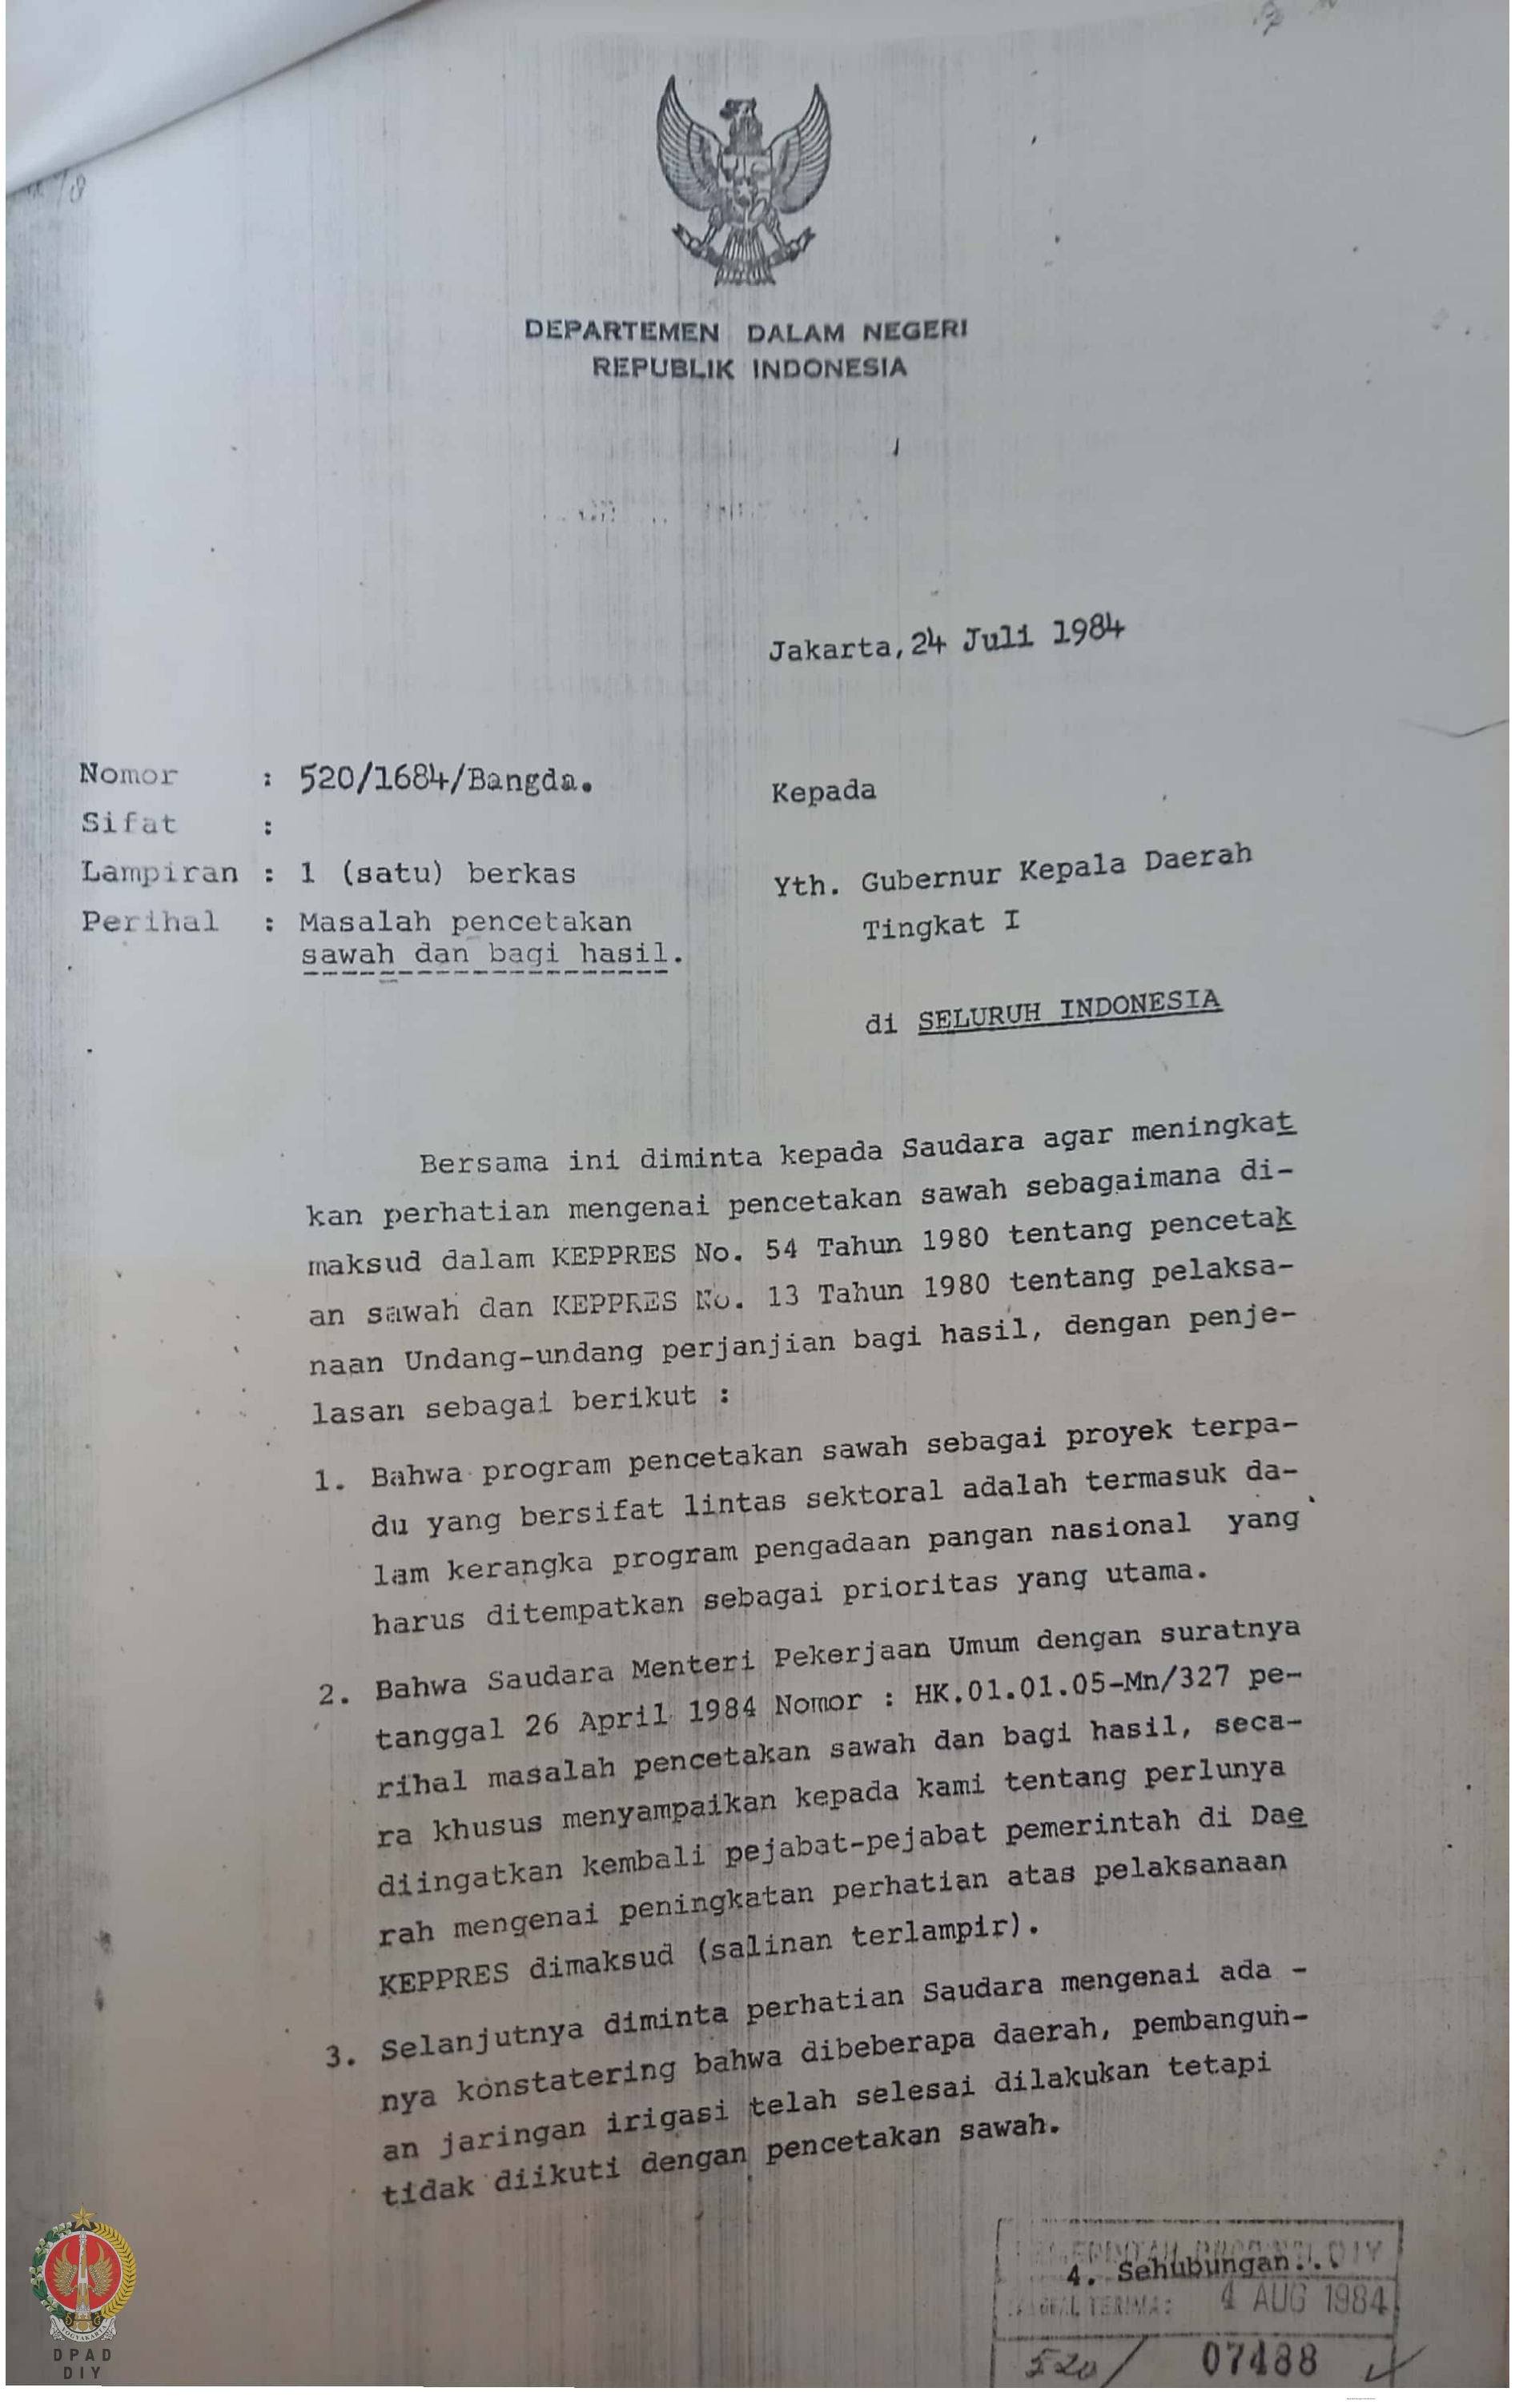 DEPARTEMEN DALAM NEGERI
REPUBLIK INDONESIA
Jakarta, 24 Juli 1984
Nomor : 520/1684/Bangda.
Sifat :
Lampiran : 1 (satu) berkas
Perihal : Masalah pencetakan
sawah dan bagi hasil.
Kepada
Yth. Gubernur Kepala Daerah
Tingkat I
di SELURUH INDONESIA
Bersama ini diminta kepada Saudara agar meningkat
kan perhatian mengenai pencetakan sawah sebagaimana di-
maksud dalam KEPPRES No. 54 Tahun 1980 tentang pencetak
an sawah dan KEPPRES No. 13 Tahun 1980 tentang pelaksa-
naan Undang-undang perjanjian bagi hasil, dengan penje-
lasan sebagai berikut :
1. Bahwa program pencetakan sawah sebagai proyek terpa-
du yang bersifat lintas sektoral adalah termasuk da-
lam kerangka program pengadaan pangan nasional yang
harus ditempatkan sebagai prioritas yang utama.
2. Bahwa Saudara Menteri Pekerjaan Umum dengan suratnya
tanggal 26 April 1984 Nomor : HK.01.01.05-Mn/327 pe-
rihal masalah pencetakan sawah dan bagi hasil, seca-
ra khusus menyampaikan kepada kami tentang perlunya
diingatkan kembali pejabat-pejabat pemerintah di Dae
rah mengenai peningkatan perhatian atas pelaksanaan
KEPPRES dimaksud (salinan terlampir).
3. Selanjutnya diminta perhatian Saudara mengenai ada -
nya konstatering bahwa dibeberapa daerah, pembangun-
an jaringan irigasi telah selesai dilakukan tetapi
tidak diikuti dengan pencetakan sawah.
DIY
4. Sehubungan...
TERIMA : 4 AUG 1984
520/ 07488
YOGYAKARTA
DPAD
DIY